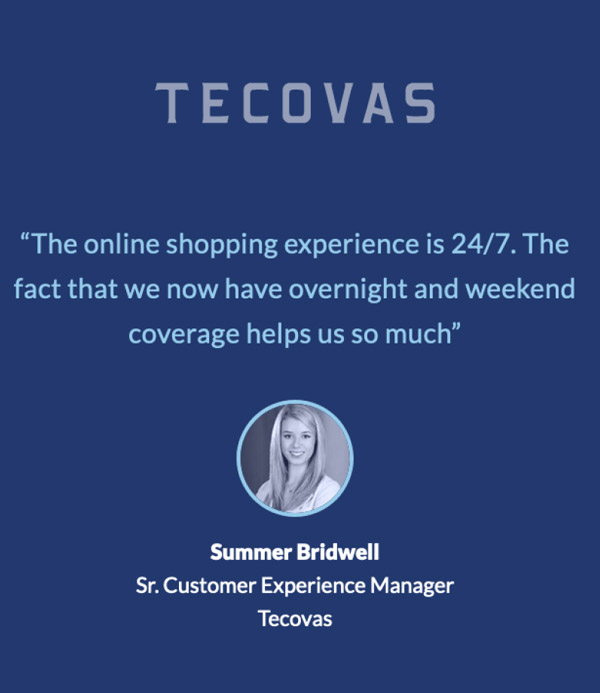 TECOVAS
“The online shopping experience is 24/7. The
fact that we now have overnight and weekend
coverage helps us so much”
Summer Bridwell
Sr. Customer Experience Manager
Tecovas